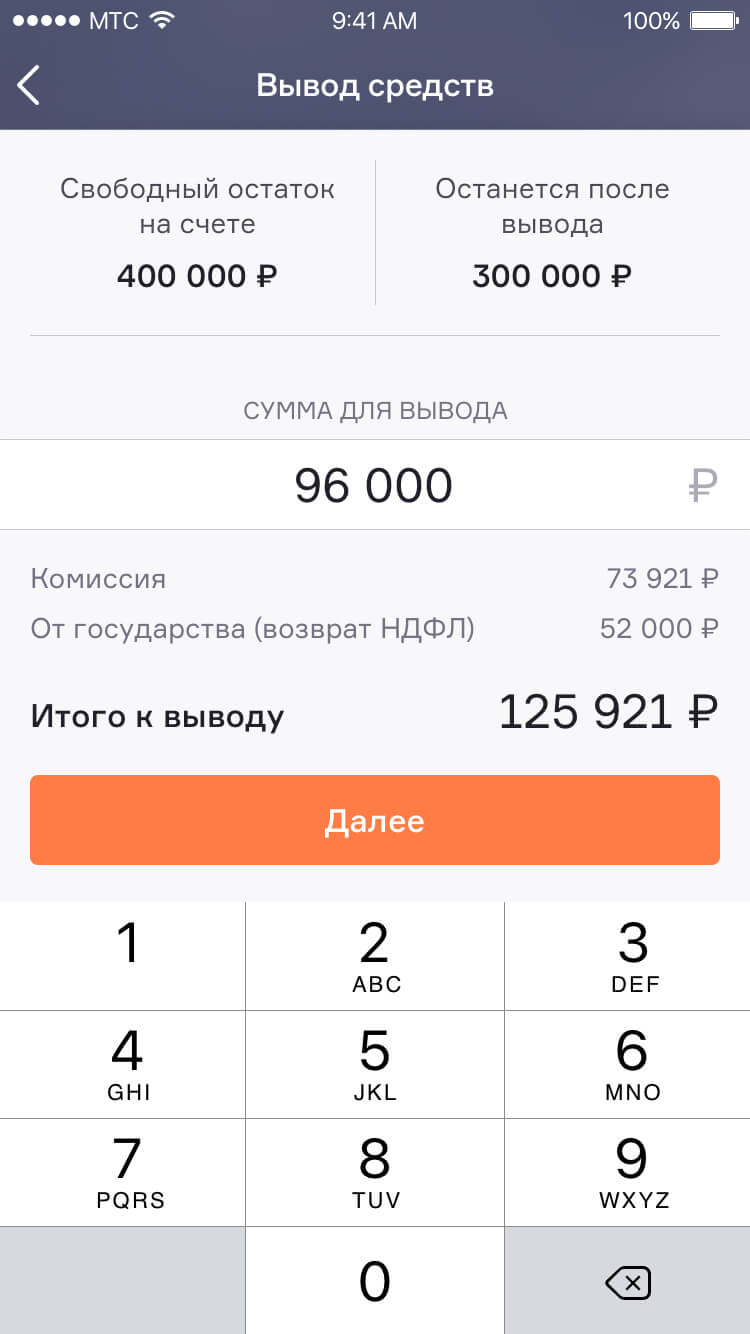 МТС 9:41 AM 100%
Вывод средств
Свободный остаток
на счете
400 000 ₽
Останется после
вывода
300 000 ₽
СУММА ДЛЯ ВЫВОДА
96 000 ₽
Комиссия 73 921 ₽
От государства (возврат НДФЛ) 52 000 ₽
Итого к выводу 125 921 ₽
Далее
1 2 3
ABC DEF
4 5 6
GHI JKL MNO
7 8 9
PQRS TUV WXYZ
0